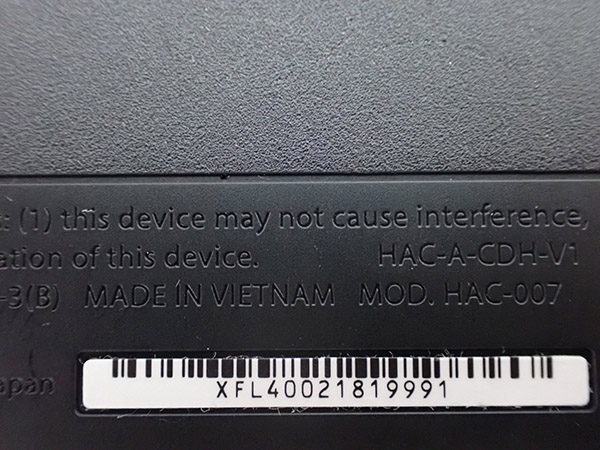 : (1) this device may not cause interference,
ation of this device. HAC-A-CDH-V1
-3(B) MADE IN VIETNAM MOD. HAC-007
apan
XFL40021819991